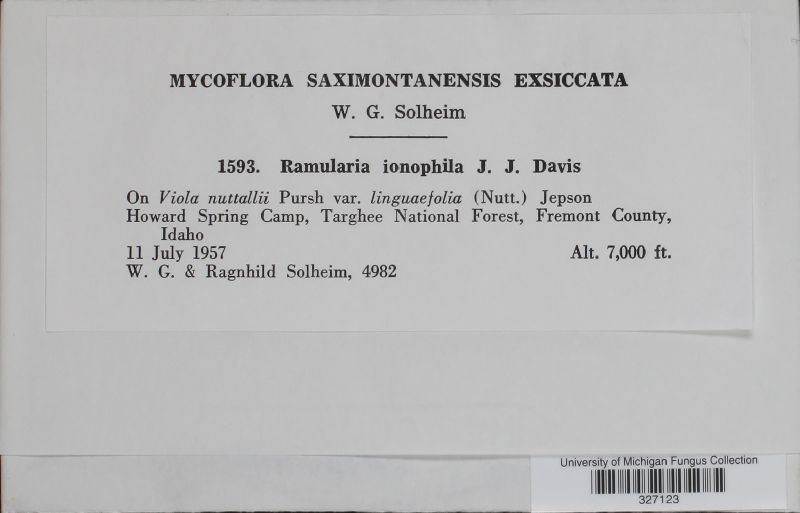 MYCOFLORA SAXIMONTANENSIS EXSICCATA
W. G. Solheim
1593. Ramularia ionophila J. J. Davis
On Viola nuttallii Pursh var. linguaefolia (Nutt.) Jepson
Howard Spring Camp, Targhee National Forest, Fremont County,
Idaho
11 July 1957 Alt. 7,000 ft.
W. G. & Ragnhild Solheim, 4982
University of Michigan Fungus Collection
327123